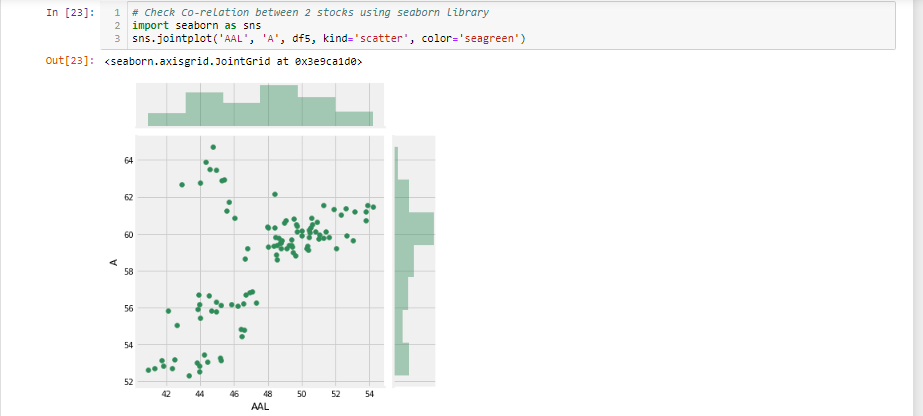 In [23]:
1 # Check Co-relation between 2 stocks using seaborn library
2 import seaborn as sns
3 sns.jointplot('AAL', 'A', df5, kind='scatter', color='seagreen')
Out[23]: <seaborn.axisgrid.JointGrid at 0x3e9ca1d0>
64
62
60
A
58
56
54
52
42 44 46 48 50 52 54
AAL